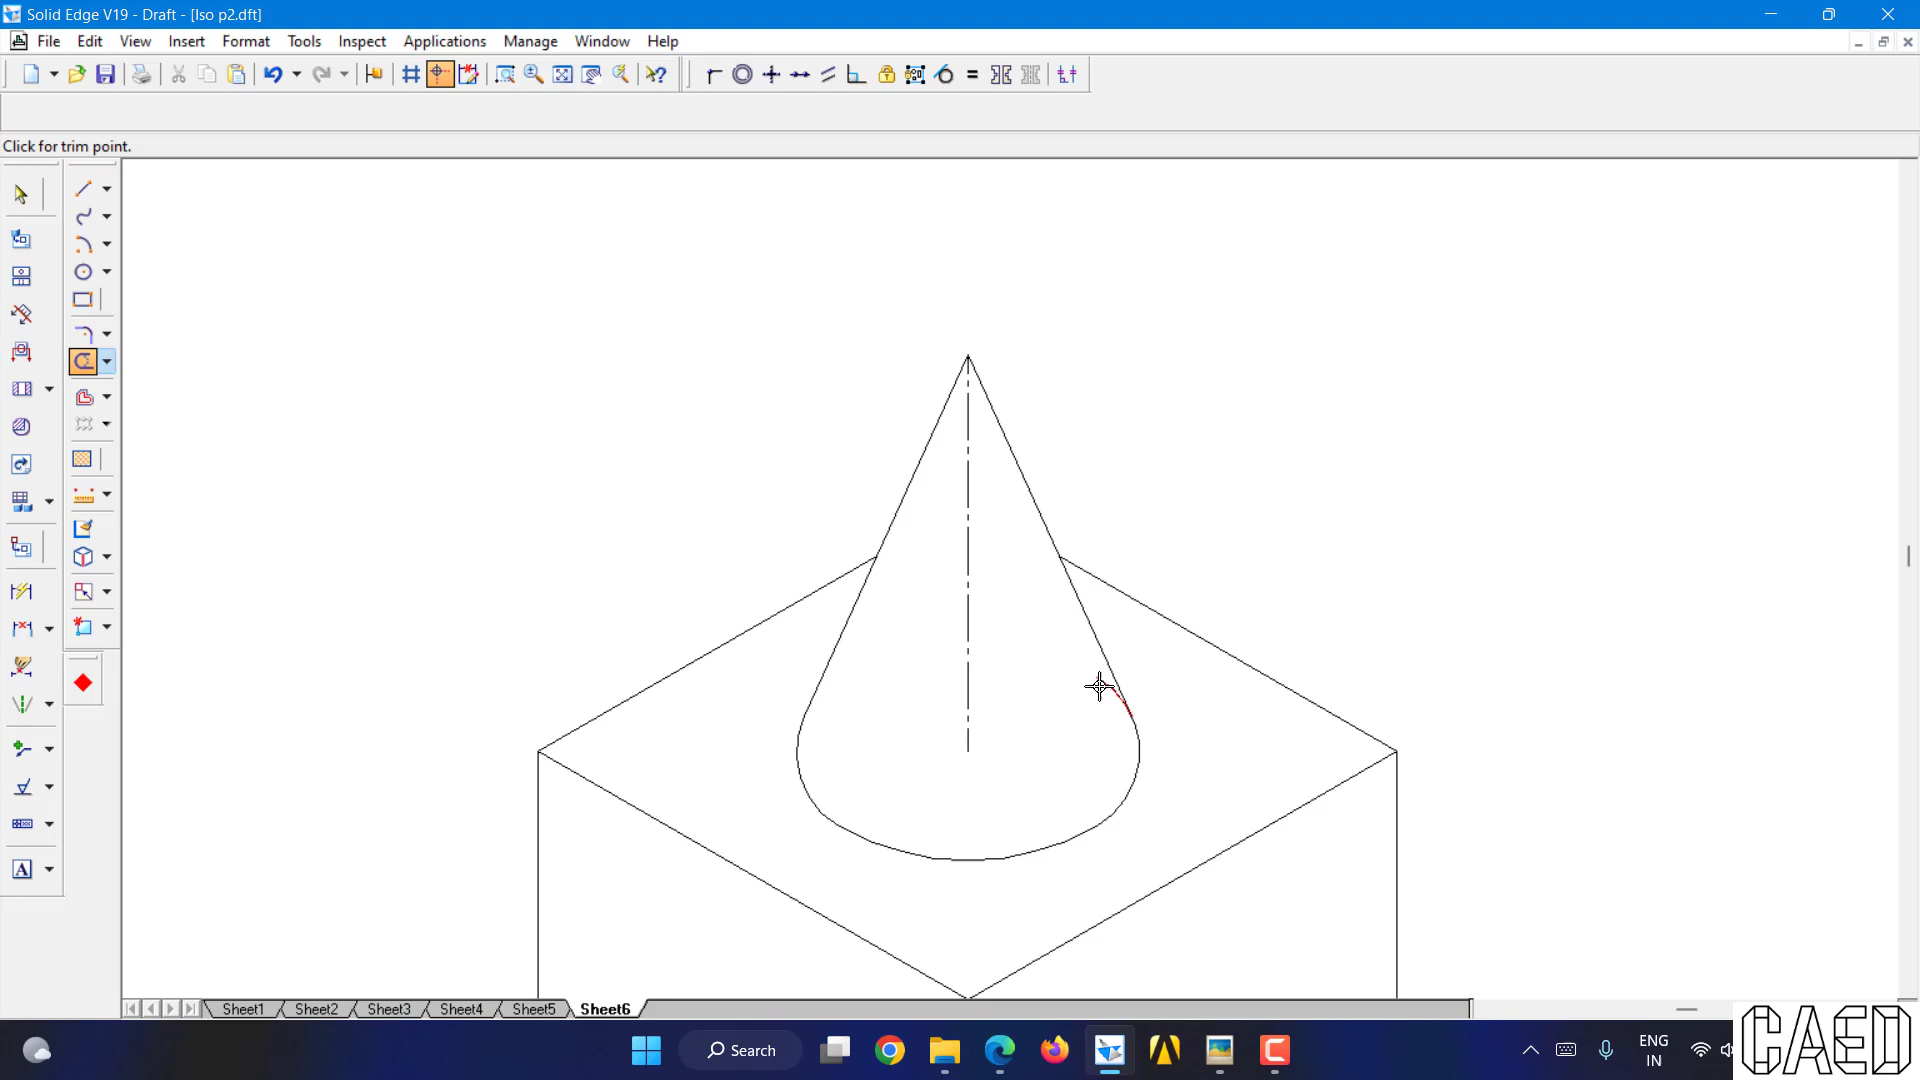 Solid Edge V19 - Draft - [Iso p2.dft]
File Edit View Insert Format Tools Inspect Applications Manage Window Help
Click for trim point.
A
Sheet1 Sheet2 Sheet3 Sheet4 Sheet5 Sheet6
Search
ENG
IN
CAED